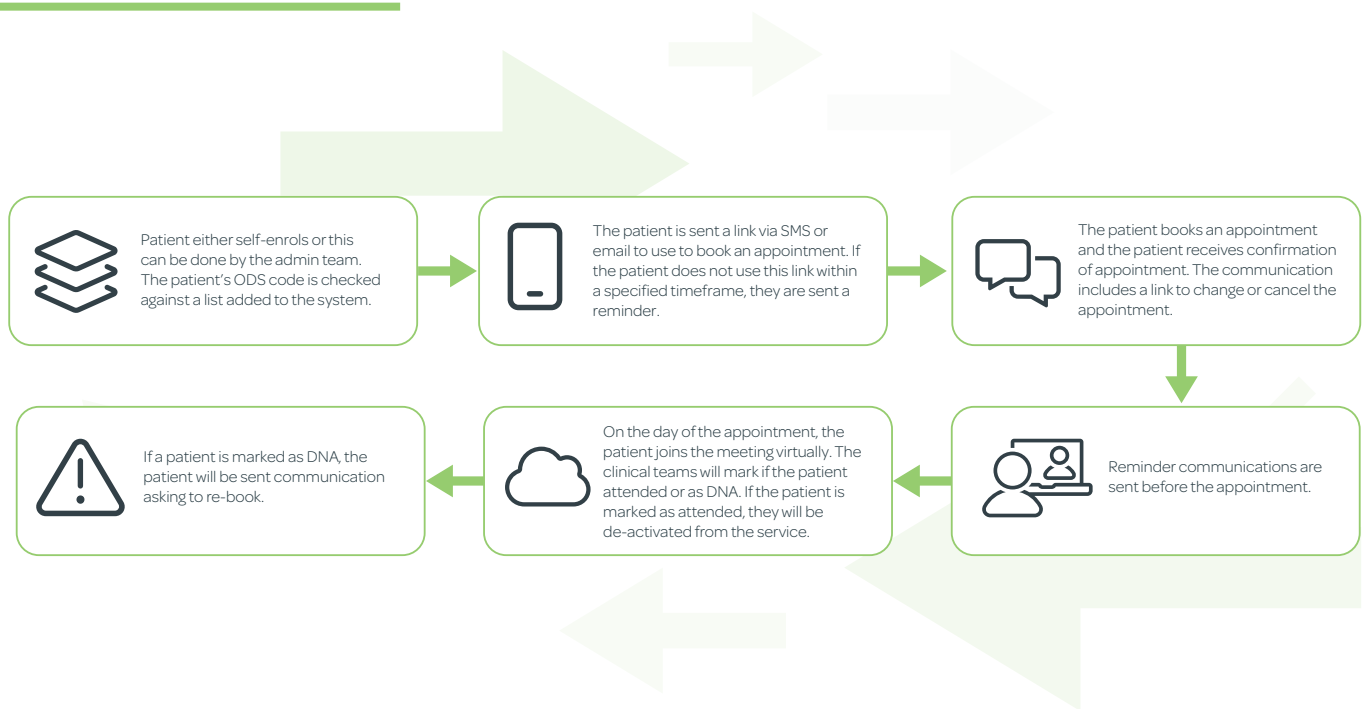 Patient either self-enrols or this
can be done by the admin team.
The patient's ODS code is checked
against a list added to the system.
The patient is sent a link via SMS or
email to use to book an appointment. If
the patient does not use this link within
a specified timeframe, they are sent a
reminder.
The patient books an appointment
and the patient receives confirmation
of appointment. The communication
includes a link to change or cancel the
appointment.
Reminder communications are
sent before the appointment.
On the day of the appointment, the
patient joins the meeting virtually. The
clinical teams will mark if the patient
attended or as DNA. If the patient is
marked as attended, they will be
de-activated from the service.
If a patient is marked as DNA, the
patient will be sent communication
asking to re-book.